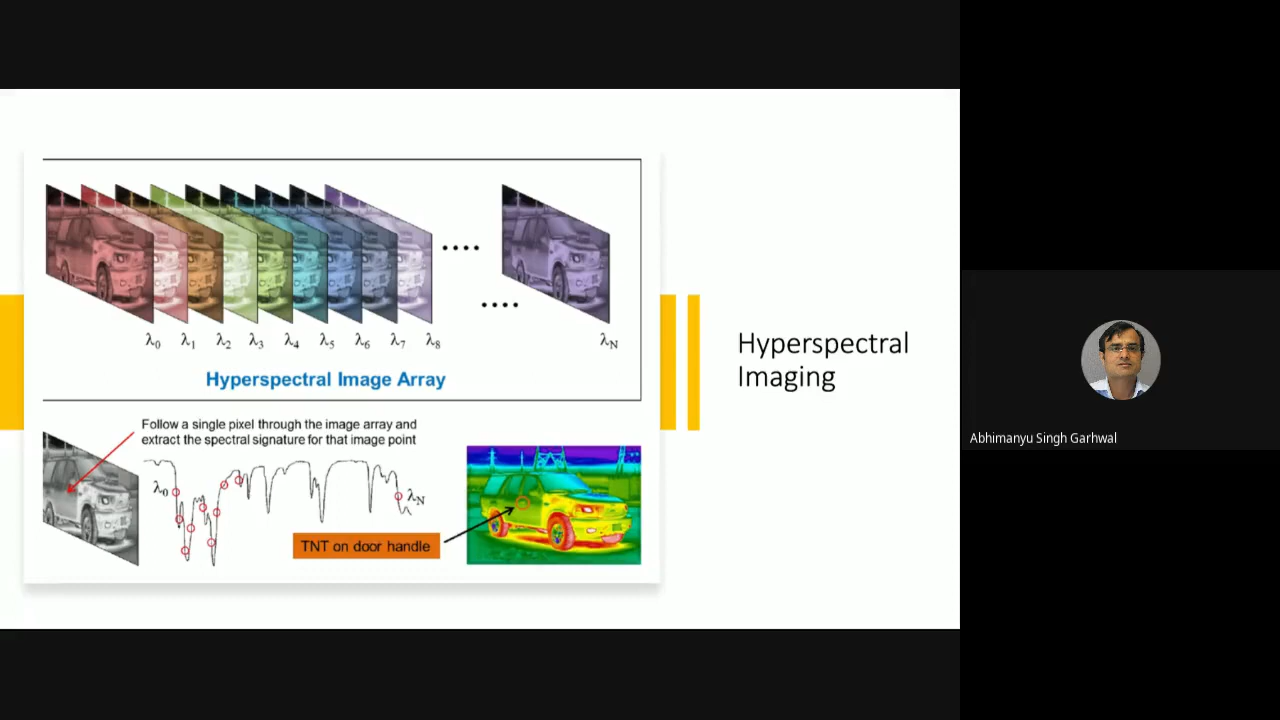 λ0 λ1 λ2 λ3 λ4 λ5 λ6 λ7 λ8 λN
Hyperspectral Image Array
Follow a single pixel through the image array and
extract the spectral signature for that image point
λ0
λN
TNT on door handle
Hyperspectral
Imaging
Abhimanyu Singh Garhwal